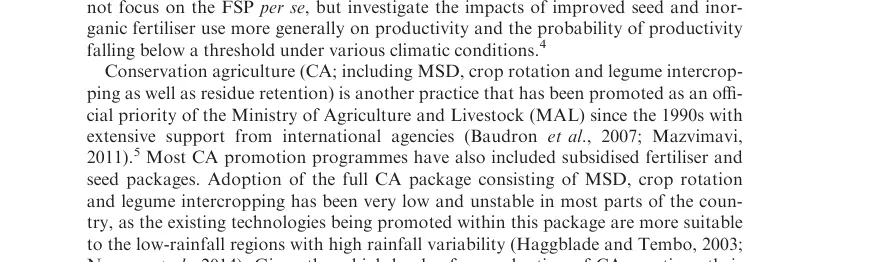 not focus on the FSP per se, but investigate the impacts of improved seed and inor-
ganic fertiliser use more generally on productivity and the probability of productivity
falling below a threshold under various climatic conditions.4
Conservation agriculture (CA; including MSD, crop rotation and legume intercrop-
ping as well as residue retention) is another practice that has been promoted as an offi-
cial priority of the Ministry of Agriculture and Livestock (MAL) since the 1990s with
extensive support from international agencies (Baudron et al., 2007; Mazvimavi,
2011).5 Most CA promotion programmes have also included subsidised fertiliser and
seed packages. Adoption of the full CA package consisting of MSD, crop rotation
and legume intercropping has been very low and unstable in most parts of the coun-
try, as the existing technologies being promoted within this package are more suitable
to the low-rainfall regions with high rainfall variability (Haggblade and Tembo, 2003;